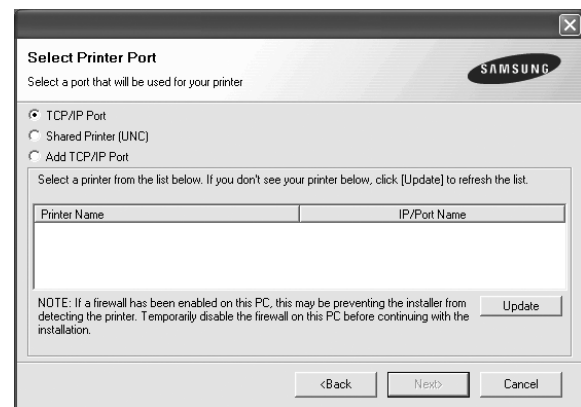 Select Printer Port
Select a port that will be used for your printer
SAMSUNG
TCP/IP Port
Shared Printer (UNC)
Add TCP/IP Port
Select a printer from the list below. If you don't see your printer below, click [Update] to refresh the list.
Printer Name IP/Port Name
NOTE: If a firewall has been enabled on this PC, this may be preventing the installer from
detecting the printer. Temporarily disable the firewall on this PC before continuing with the
installation.
Update
<Back Next> Cancel